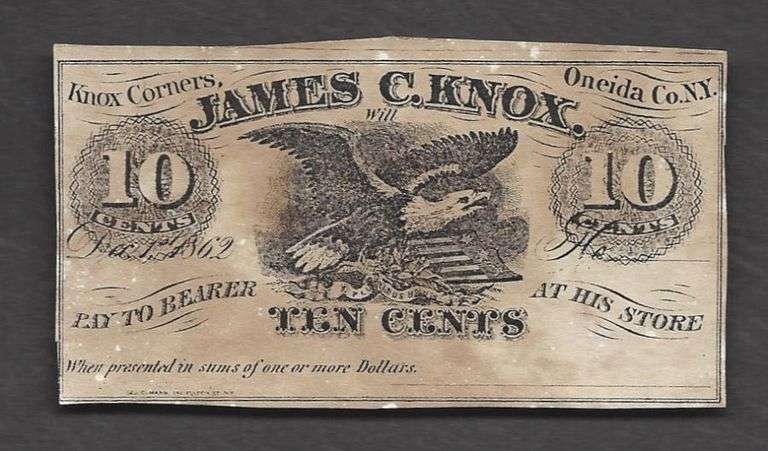 Knox Corners,
Oneida Co. N.Y.
JAMES C. KNOX.
Will
10
CENTS
10
CENTS
Dec. 1st 1862
No
PAY TO BEARER
AT HIS STORE
TEN CENTS
When presented in sums of one or more Dollars.